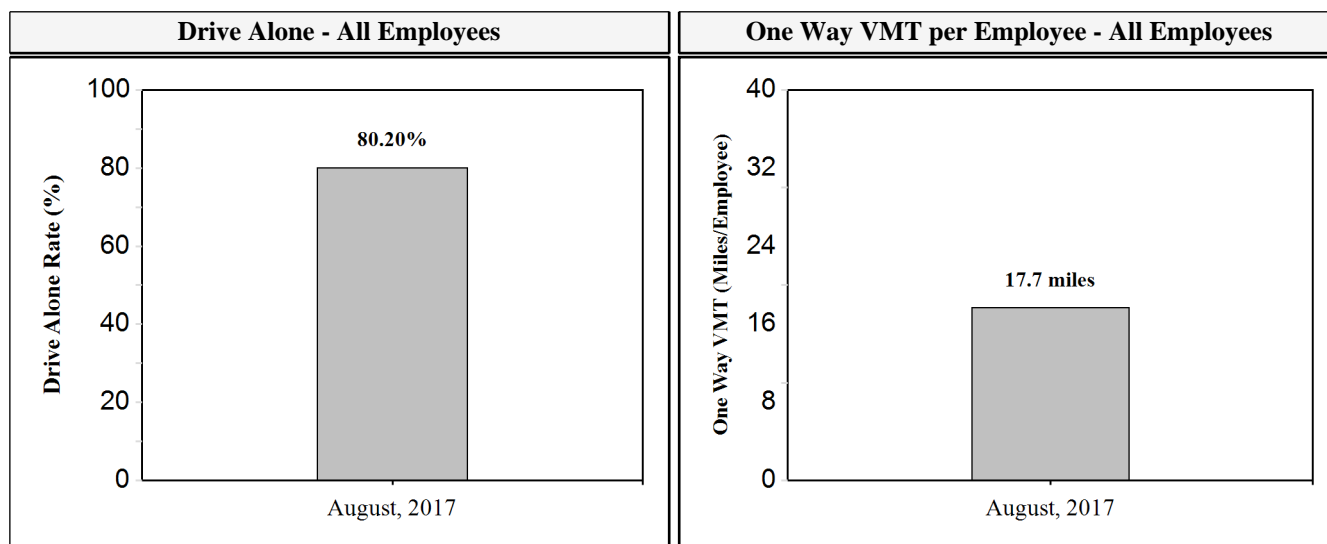 Drive Alone - All Employees
Drive Alone Rate (%)
100
80
60
40
20
0
80.20%
August, 2017
One Way VMT per Employee - All Employees
One Way VMT (Miles/Employee)
40
32
24
16
8
0
17.7 miles
August, 2017